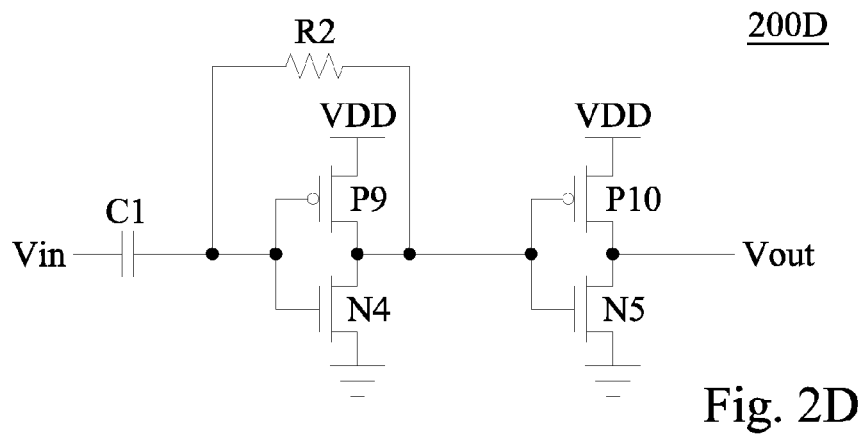 200D
R2
VDD VDD
P9 P10
C1
Vin Vout
N4 N5
Fig. 2D